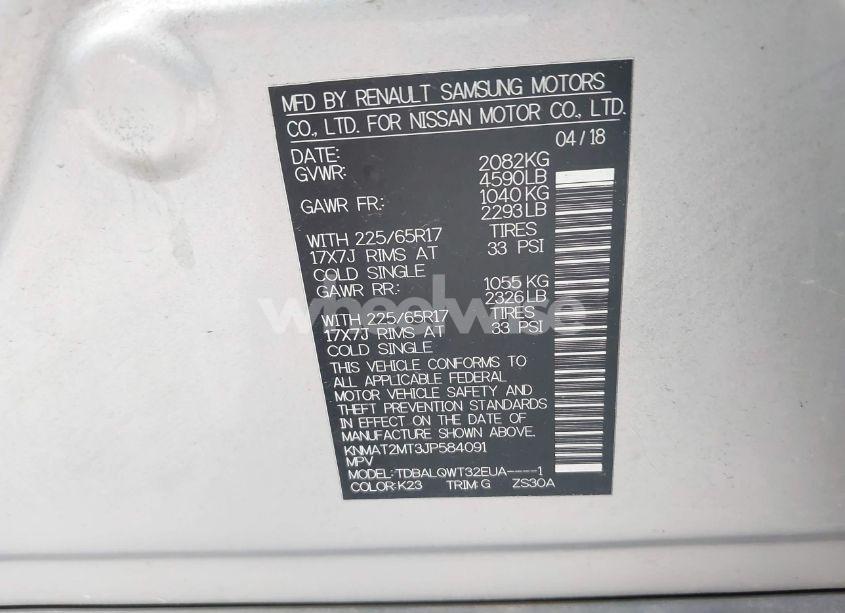 MFD BY RENAULT SAMSUNG MOTORS
CO., LTD. FOR NISSAN MOTOR CO., LTD.
DATE: 04/18
GVWR: 2082KG
4590LB
GAWR FR.: 1040KG
2293LB
WITH 225/65R17 TIRES
17X7J RIMS AT 33 PSI
COLD SINGLE
GAWR RR.: 1055 KG
2326LB
WITH 225/65R17 TIRES
17X7J RIMS AT 33 PSI
COLD SINGLE
THIS VEHICLE CONFORMS TO
ALL APPLICABLE FEDERAL
MOTOR VEHICLE SAFETY AND
THEFT PREVENTION STANDARDS
IN EFFECT ON THE DATE OF
MANUFACTURE SHOWN ABOVE.
KNMAT2MT3JP584091
MPV
MODEL: TDBALQWT32EUA----1
COLOR:K23 TRIM:G ZS30A
wheelwise